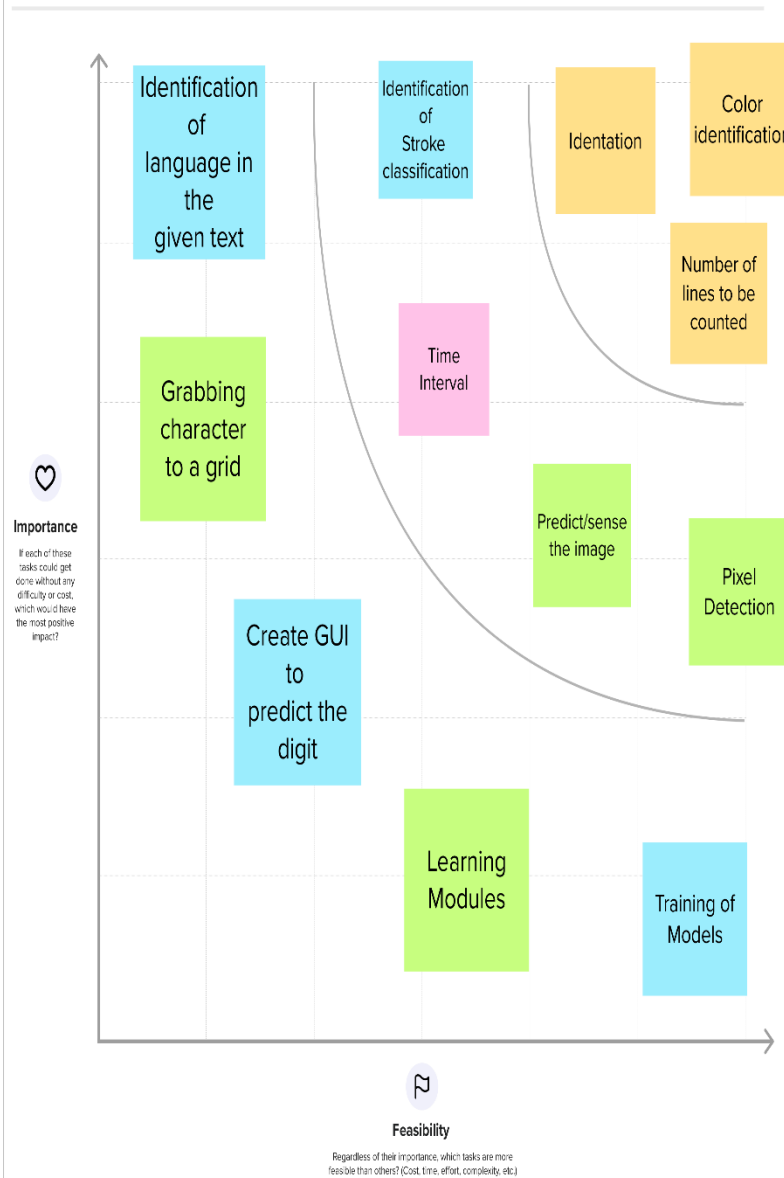 Identification
of
language in
the
given text
Identification
of
Stroke
classification
Identation
Color
identification
Number of
lines to be
counted
Time
Interval
Grabbing
character
to a grid
Predict/sense
the image
Pixel
Detection
Importance
If each of these
tasks could get
done without any
difficulty or cost,
which would have
the most positive
impact?
Create GUI
to
predict the
digit
Learning
Modules
Training of
Models
Feasibility
Regardless of their importance, which tasks are more
feasible than others? (Cost, time, effort, complexity, etc.)